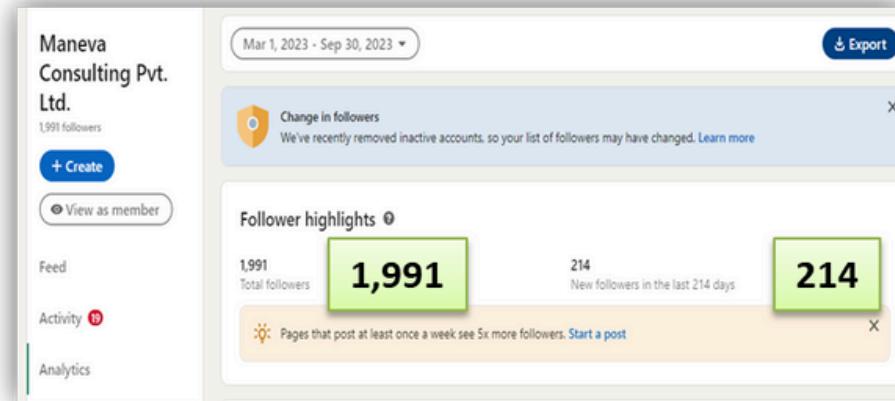 Maneva
Consulting Pvt.
Ltd.
1,991 followers
+ Create
View as member
Feed
Activity 19
Analytics
Mar 1, 2023 - Sep 30, 2023
Export
Change in followers
We've recently removed inactive accounts, so your list of followers may have changed. Learn more
Follower highlights
1,991
Total followers
1,991
214
New followers in the last 214 days
214
Pages that post at least once a week see 5x more followers. Start a post